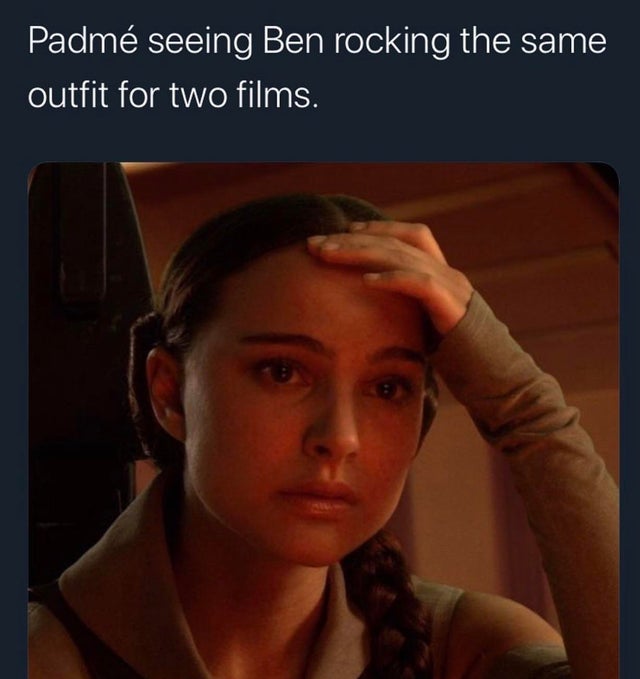 Padmé seeing Ben rocking the same
outfit for two films.